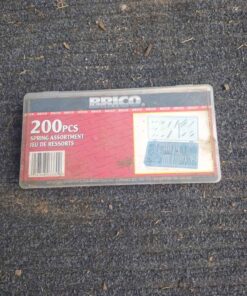 BRICO
200PCS
SPRING ASSORTMENT
JEU DE RESSORTS